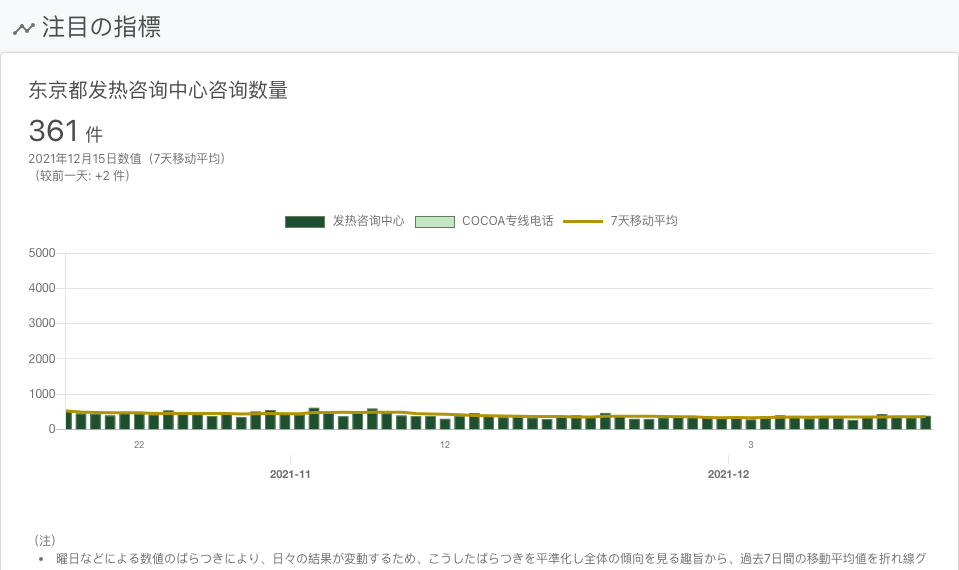 注目の指標
东京都发热咨询中心咨询数量
361 件
2021年12月15日数值（7天移动平均）
（较前一天: +2 件）
发热咨询中心 COCOA专线电话 7天移动平均
5000
4000
3000
2000
1000
0
22 12 3
2021-11 2021-12
（注）
• 曜日などによる数値のばらつきにより、日々の結果が変動するため、こうしたばらつきを平準化し全体の傾向を見る趣旨から、過去7日間の移動平均値を折れ線グ